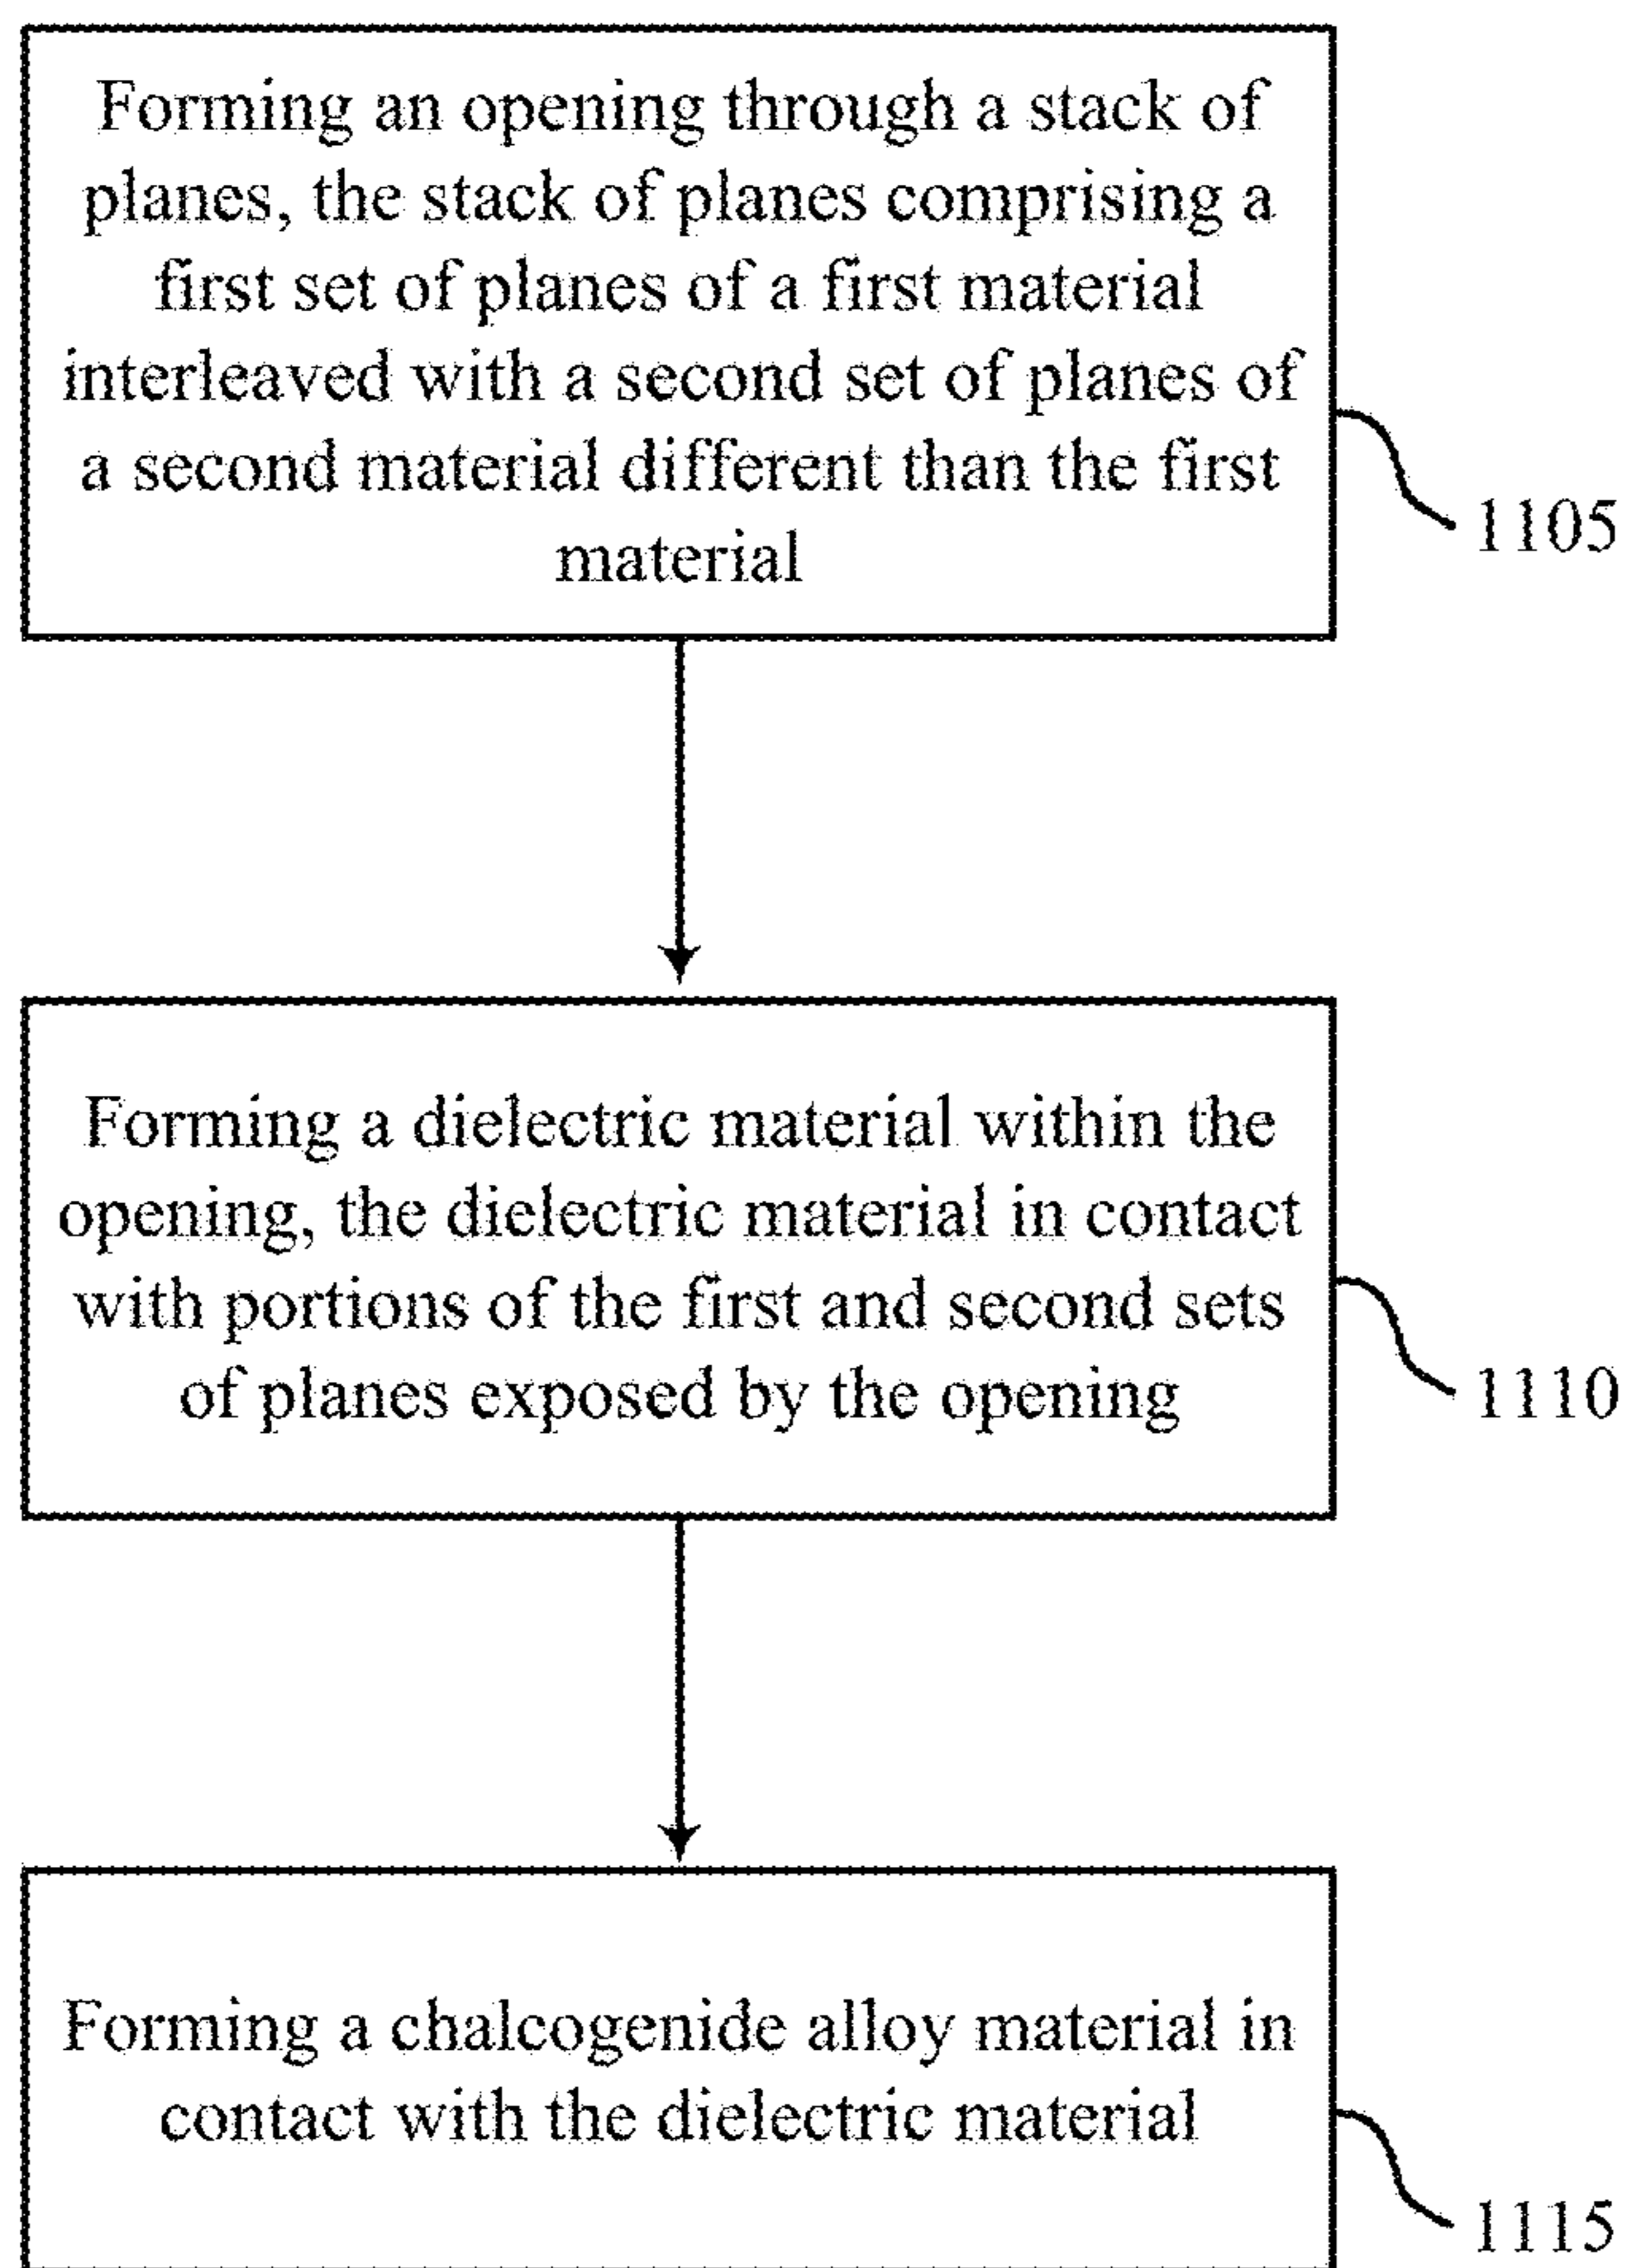 Forming an opening through a stack of
planes, the stack of planes comprising a
first set of planes of a first material
interleaved with a second set of planes of
a second material different than the first
material
1105
Forming a dielectric material within the
opening, the dielectric material in contact
with portions of the first and second sets
of planes exposed by the opening
1110
Forming a chalcogenide alloy material in
contact with the dielectric material
1115